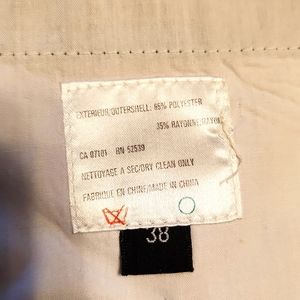 EXTERIEUR/OUTERSHELL: 65% POLYESTER
35% RAYONNE/RAYON
CA 07101 RN 52539
NETTOYAGE A SEC/DRY CLEAN ONLY
FABRIQUE EN CHINE/MADE IN CHINA
38